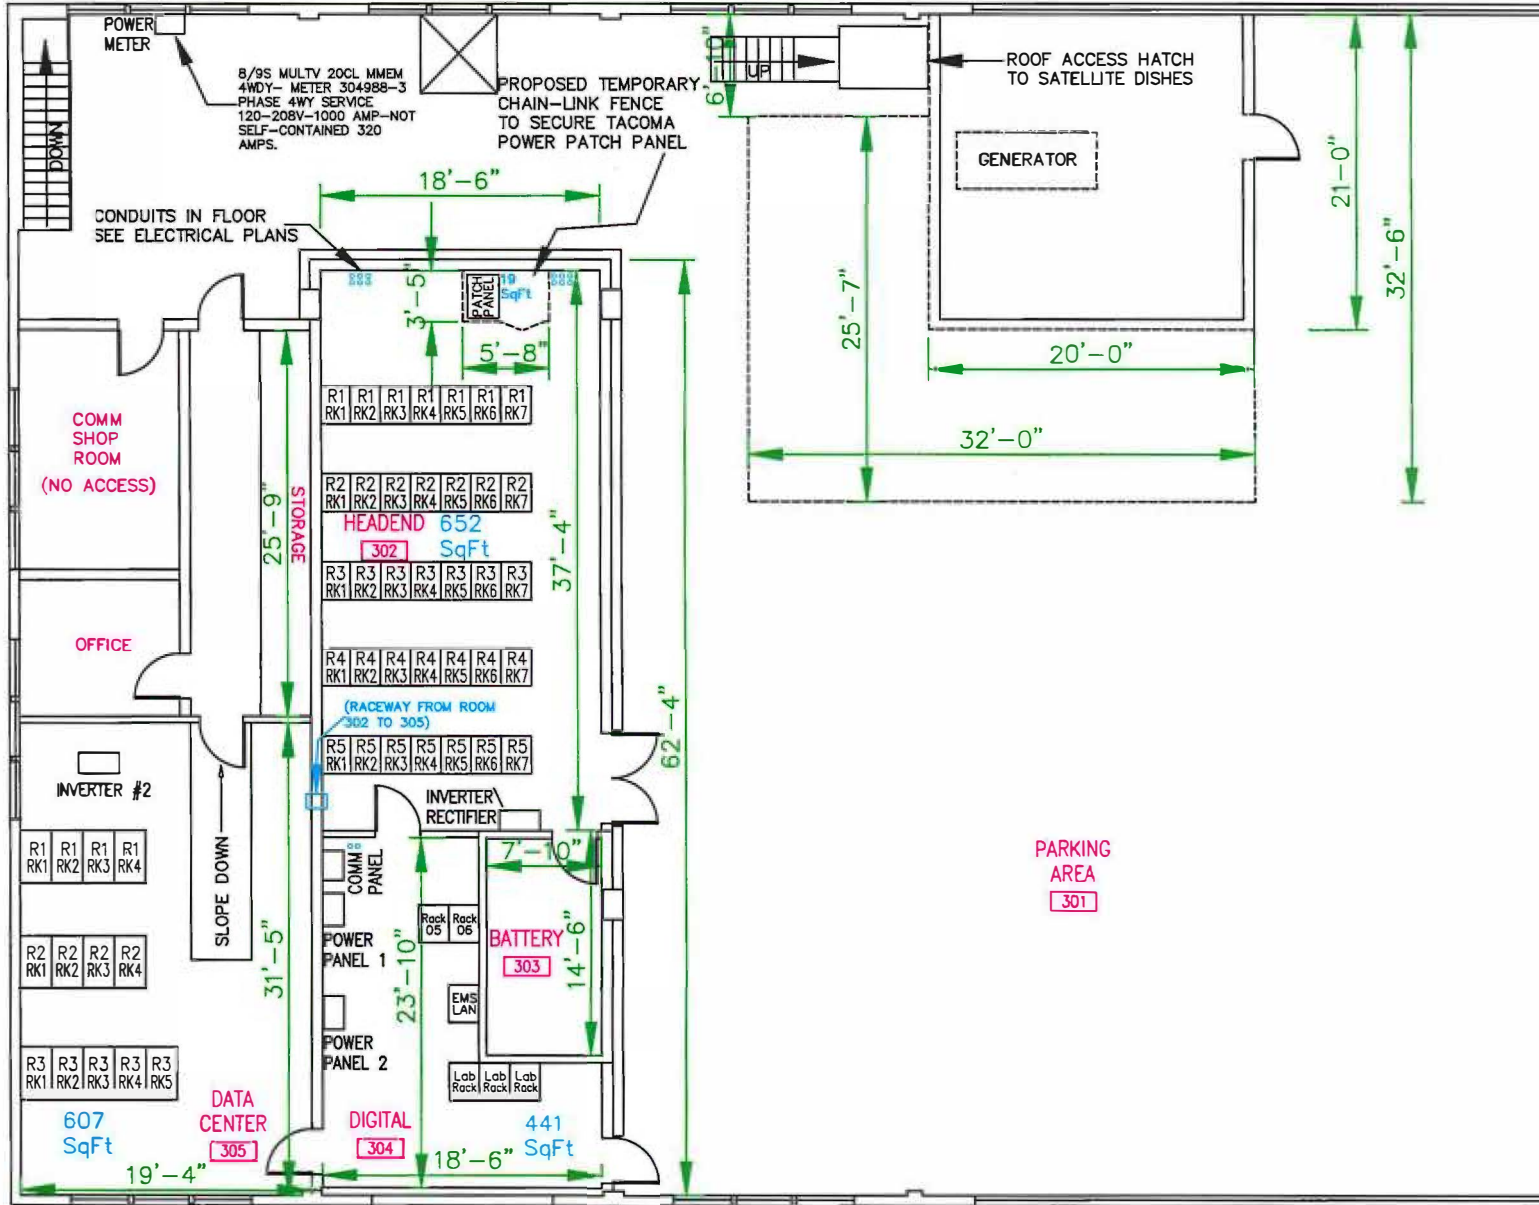 POWER
METER
8/9S MULTV 20CL MMEM
4WDY- METER 304988-3
PHASE 4WY SERVICE
120-208V-1000 AMP-NOT
SELF-CONTAINED 320
AMPS.
DOWN
PROPOSED TEMPORARY
CHAIN-LINK FENCE
TO SECURE TACOMA
POWER PATCH PANEL
UP
6'-10"
ROOF ACCESS HATCH
TO SATELLITE DISHES
GENERATOR
21-0"
32'-6"
25'-7"
20'-0"
32'-0"
18'-6"
CONDUITS IN FLOOR
SEE ELECTRICAL PLANS
3'-5"
PATCH
PANEL
19
SqFt
5'-8"
COMM
SHOP
ROOM
(NO ACCESS)
25'-9"
STORAGE
OFFICE
R1 R1 R1 R1 R1 R1 R1
RK1 RK2 RK3 RK4 RK5 RK6 RK7
R2 R2 R2 R2 R2 R2 R2
RK1 RK2 RK3 RK4 RK5 RK6 RK7
HEADEND 652
302 SqFt
37'-4"
R3 R3 R3 R3 R3 R3 R3
RK1 RK2 RK3 RK4 RK5 RK6 RK7
R4 R4 R4 R4 R4 R4 R4
RK1 RK2 RK3 RK4 RK5 RK6 RK7
(RACEWAY FROM ROOM
302 TO 305)
62'-4"
R5 R5 R5 R5 R5 R5 R5
RK1 RK2 RK3 RK4 RK5 RK6 RK7
INVERTER\
RECTIFIER
INVERTER #2
SLOPE DOWN
R1 R1 R1 R1
RK1 RK2 RK3 RK4
R2 R2 R2 R2
RK1 RK2 RK3 RK4
R3 R3 R3 R3 R3
RK1 RK2 RK3 RK4 RK5
31'-5"
607
SqFt
DATA
CENTER
305
19'-4"
COMM
PANEL
POWER
PANEL 1
POWER
PANEL 2
23'-10"
Rack Rack
05 06
EMS
LAN
Lab Lab Lab
Rack Rack Rack
7'-10"
BATTERY
303
14'-6"
DIGITAL
304
441
SqFt
18'-6"
PARKING
AREA
301